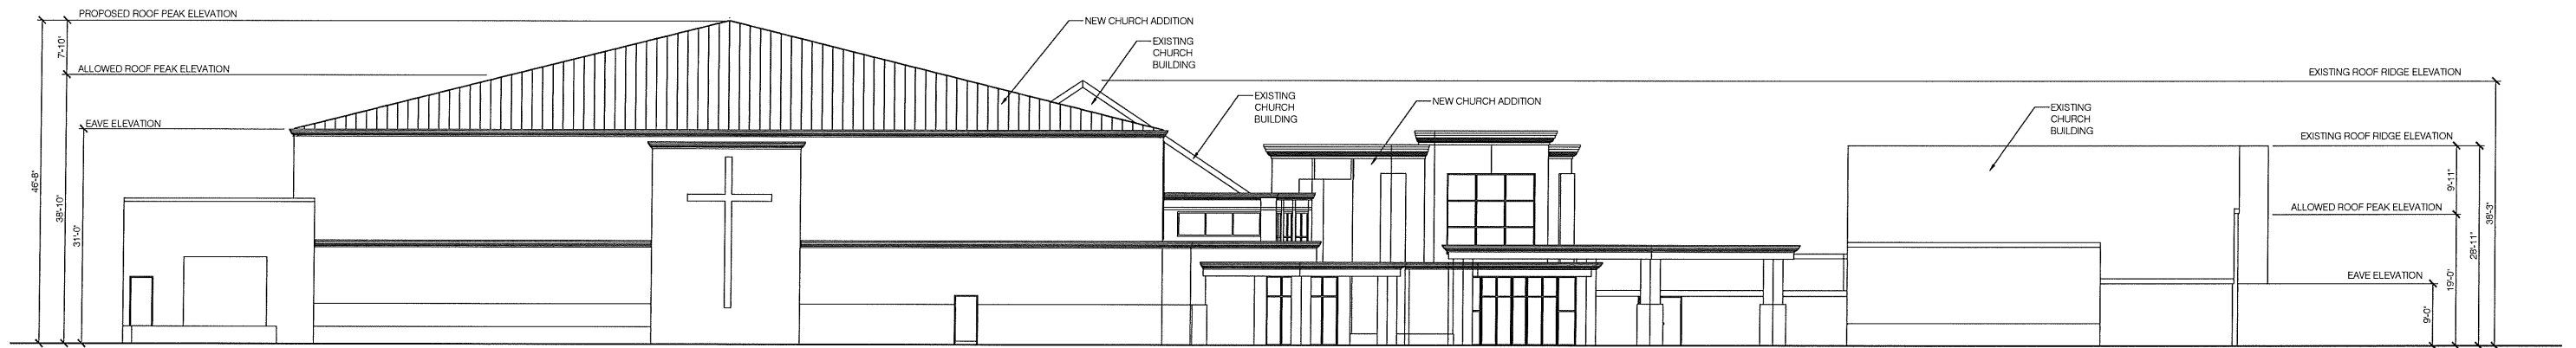 PROPOSED ROOF PEAK ELEVATION
7'-10"
ALLOWED ROOF PEAK ELEVATION
EAVE ELEVATION
46'-8"
38'-10"
31'-0"
NEW CHURCH ADDITION
EXISTING
CHURCH
BUILDING
EXISTING
CHURCH
BUILDING
NEW CHURCH ADDITION
EXISTING
CHURCH
BUILDING
EXISTING ROOF RIDGE ELEVATION
EXISTING ROOF RIDGE ELEVATION
9'-11"
ALLOWED ROOF PEAK ELEVATION
38'-3"
28'-11"
EAVE ELEVATION
19'-0"
9'-0"